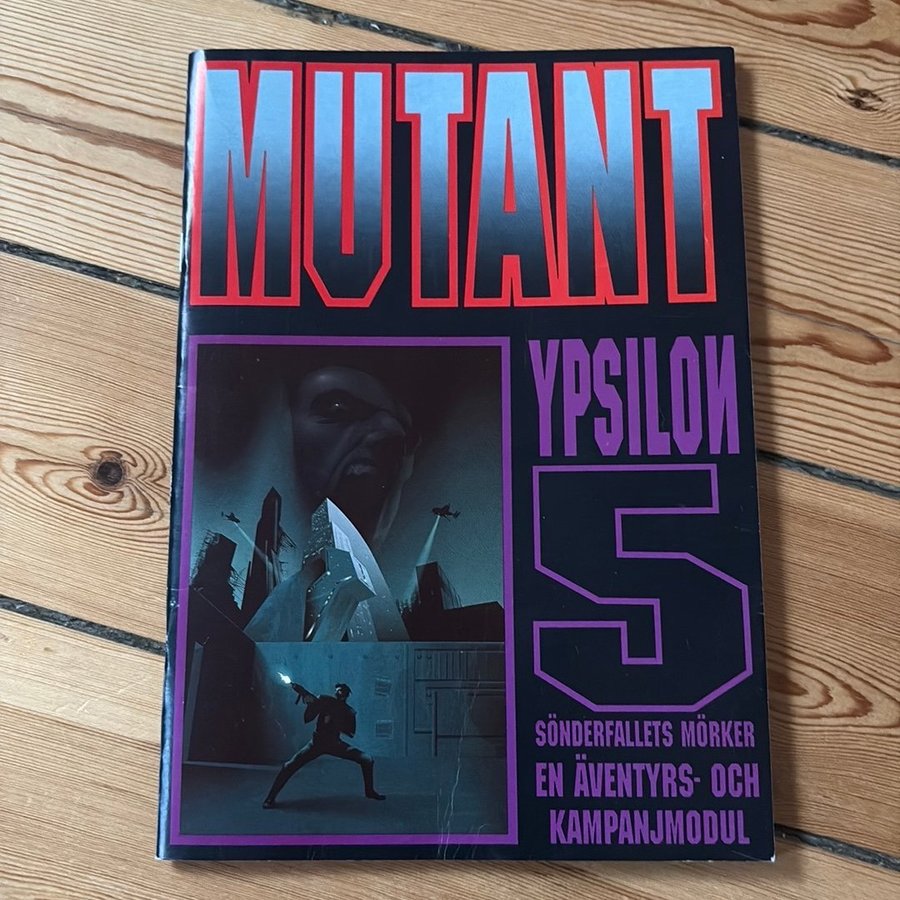 MUTANT
YPSILON
5
SÖNDERFALLETS MÖRKER
EN ÄVENTYRS- OCH
KAMPANJMODUL